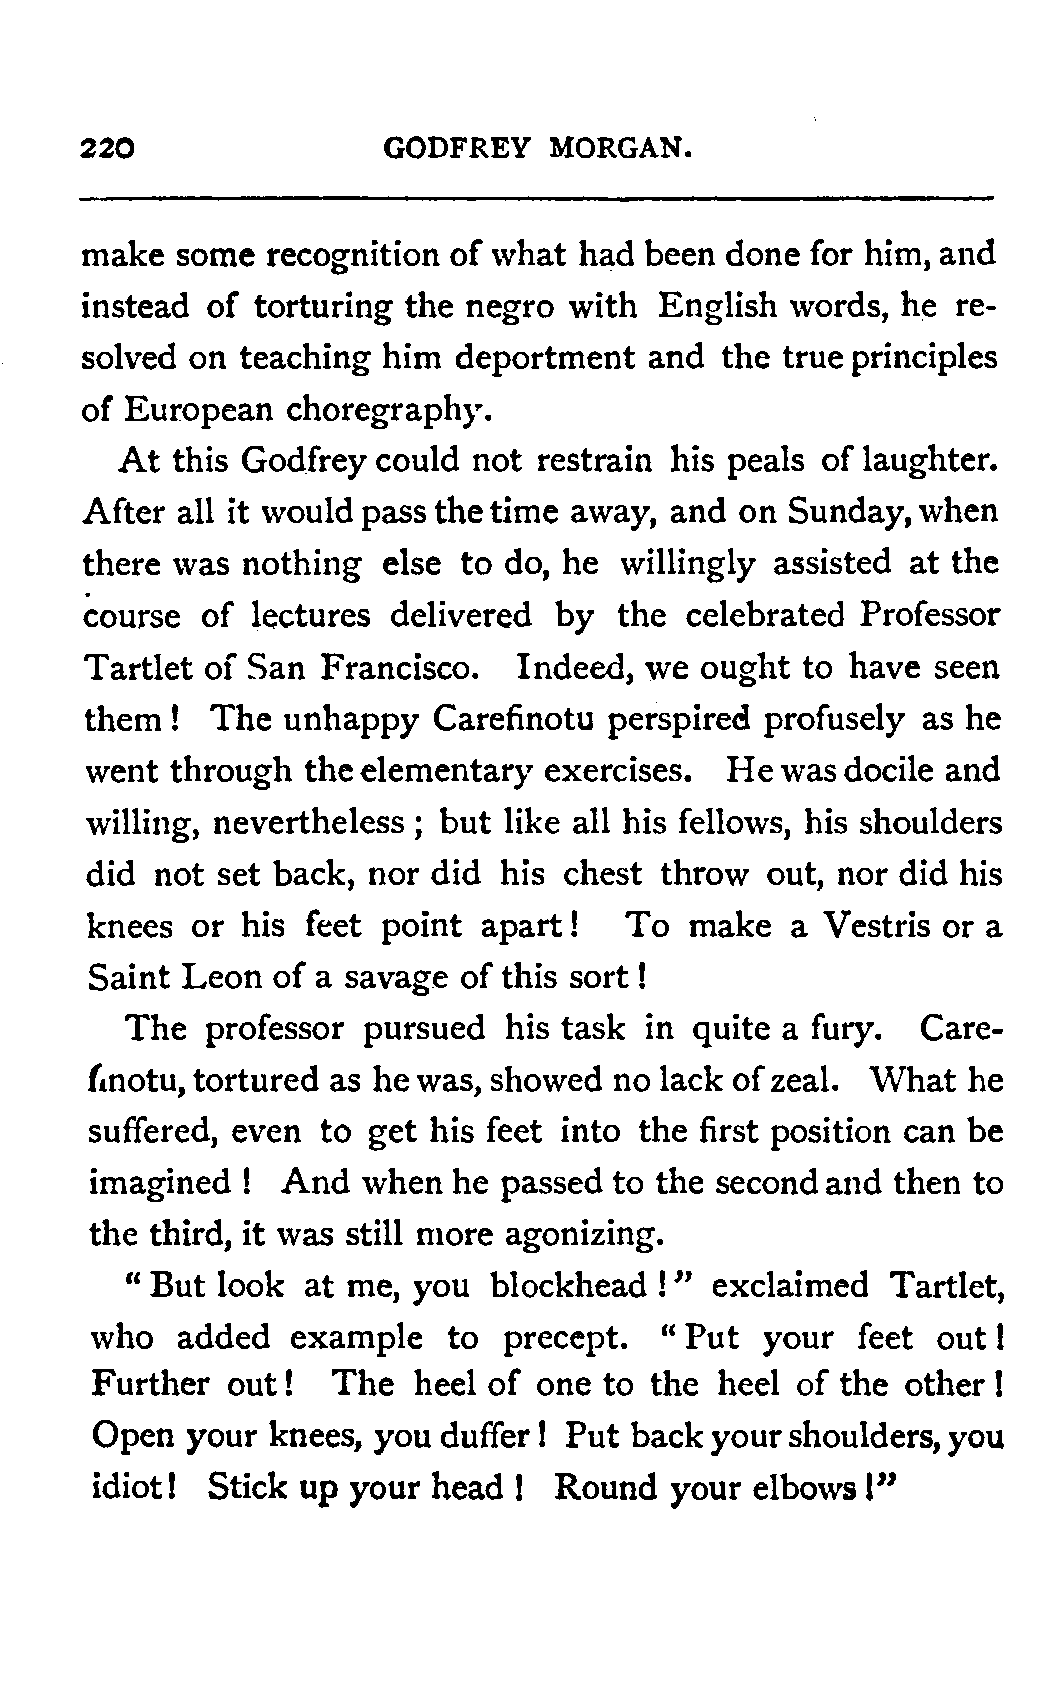 220 GODFREY MORGAN.
make some recognition of what had been done for him, and
instead of torturing the negro with English words, he re-
solved on teaching him deportment and the true principles
of European choregraphy.
At this Godfrey could not restrain his peals of laughter.
After all it would pass the time away, and on Sunday, when
there was nothing else to do, he willingly assisted at the
course of lectures delivered by the celebrated Professor
Tartlet of San Francisco. Indeed, we ought to have seen
them! The unhappy Carefinotu perspired profusely as he
went through the elementary exercises. He was docile and
willing, nevertheless; but like all his fellows, his shoulders
did not set back, nor did his chest throw out, nor did his
knees or his feet point apart! To make a Vestris or a
Saint Leon of a savage of this sort!
The professor pursued his task in quite a fury. Care-
finotu, tortured as he was, showed no lack of zeal. What he
suffered, even to get his feet into the first position can be
imagined! And when he passed to the second and then to
the third, it was still more agonizing.
"But look at me, you blockhead!" exclaimed Tartlet,
who added example to precept. "Put your feet out!
Further out! The heel of one to the heel of the other!
Open your knees, you duffer! Put back your shoulders, you
idiot! Stick up your head! Round your elbows!"